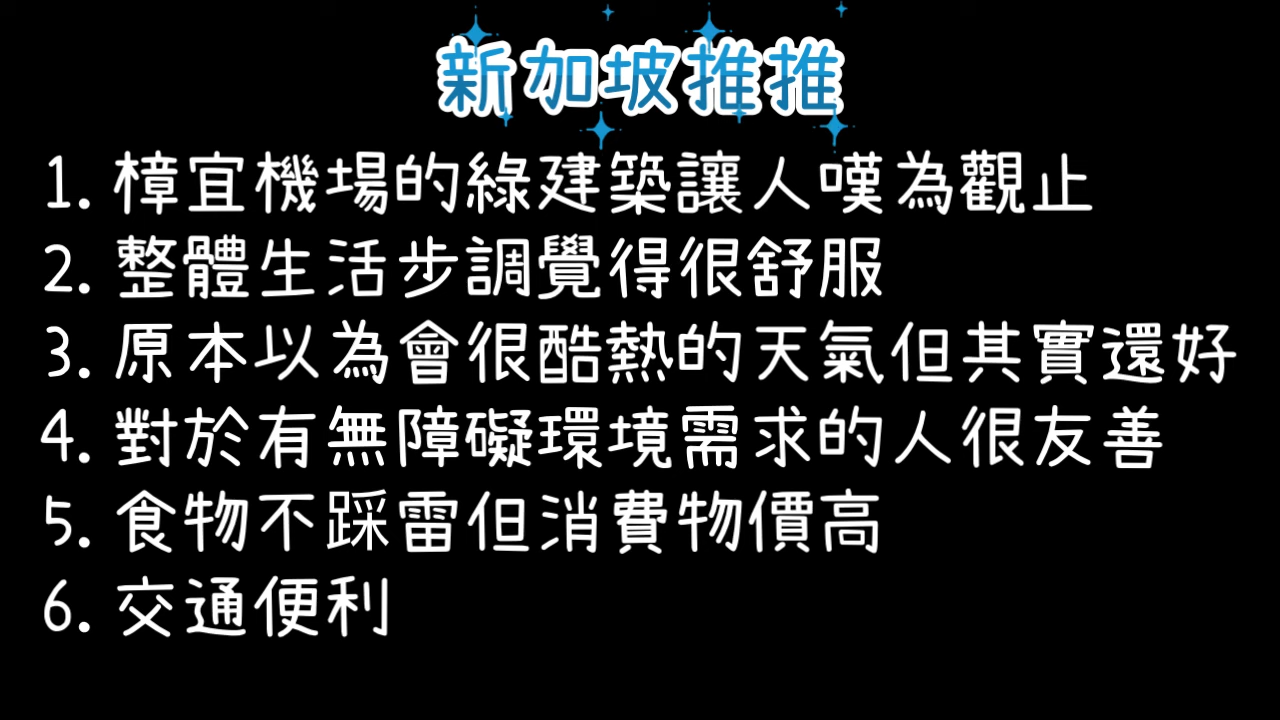 新加坡推推
1. 樟宜機場的綠建築讓人嘆為觀止
2. 整體生活步調覺得很舒服
3. 原本以為會很酷熱的天氣但其實還好
4. 對於有無障礙環境需求的人很友善
5. 食物不踩雷但消費物價高
6. 交通便利